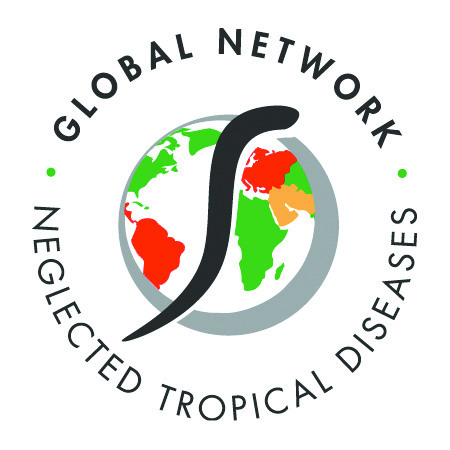 GLOBAL NETWORK
NEGLECTED TROPICAL DISEASES